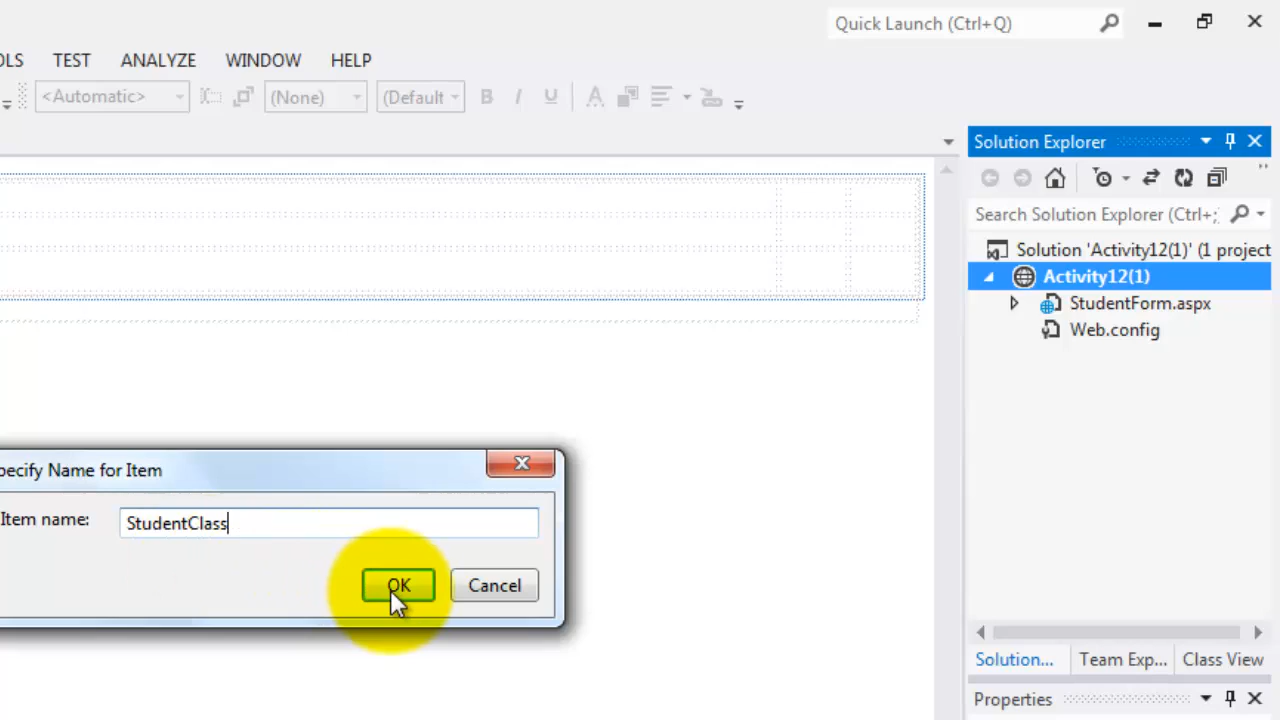 Quick Launch (Ctrl+Q)
OLS TEST ANALYZE WINDOW HELP
<Automatic> (None) (Default B I U A
Solution Explorer
Search Solution Explorer (Ctrl+;
Solution 'Activity12(1)' (1 project
Activity12(1)
StudentForm.aspx
Web.config
pecify Name for Item
Item name: StudentClass
OK Cancel
Solution... Team Exp... Class View
Properties